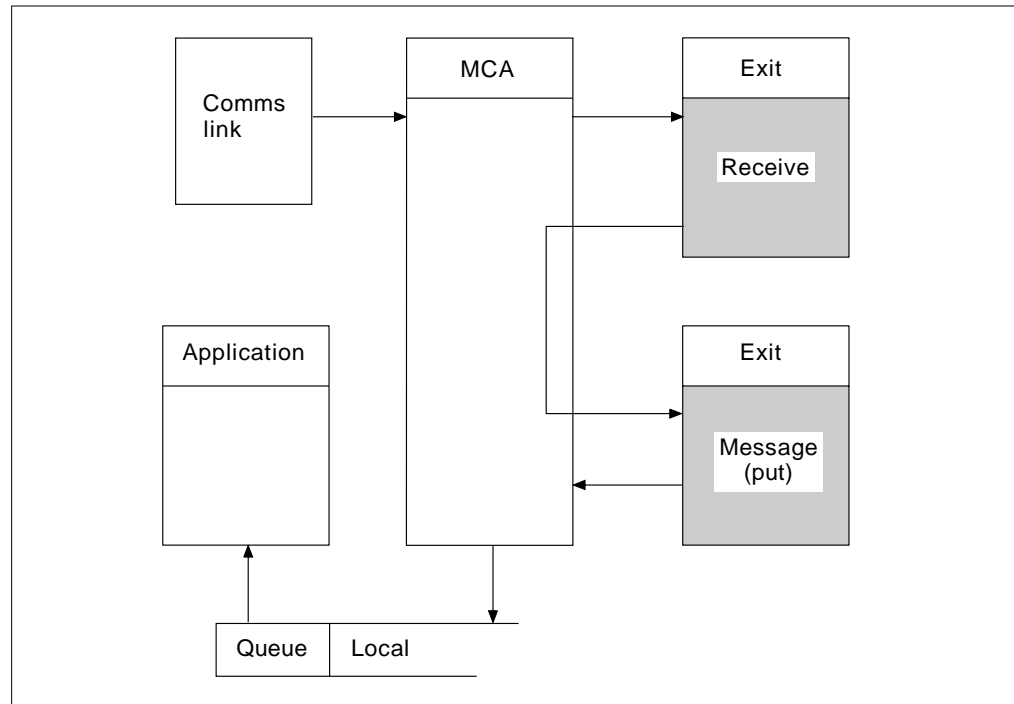 Comms
link
MCA
Exit
Receive
Application
Exit
Message
(put)
Queue
Local